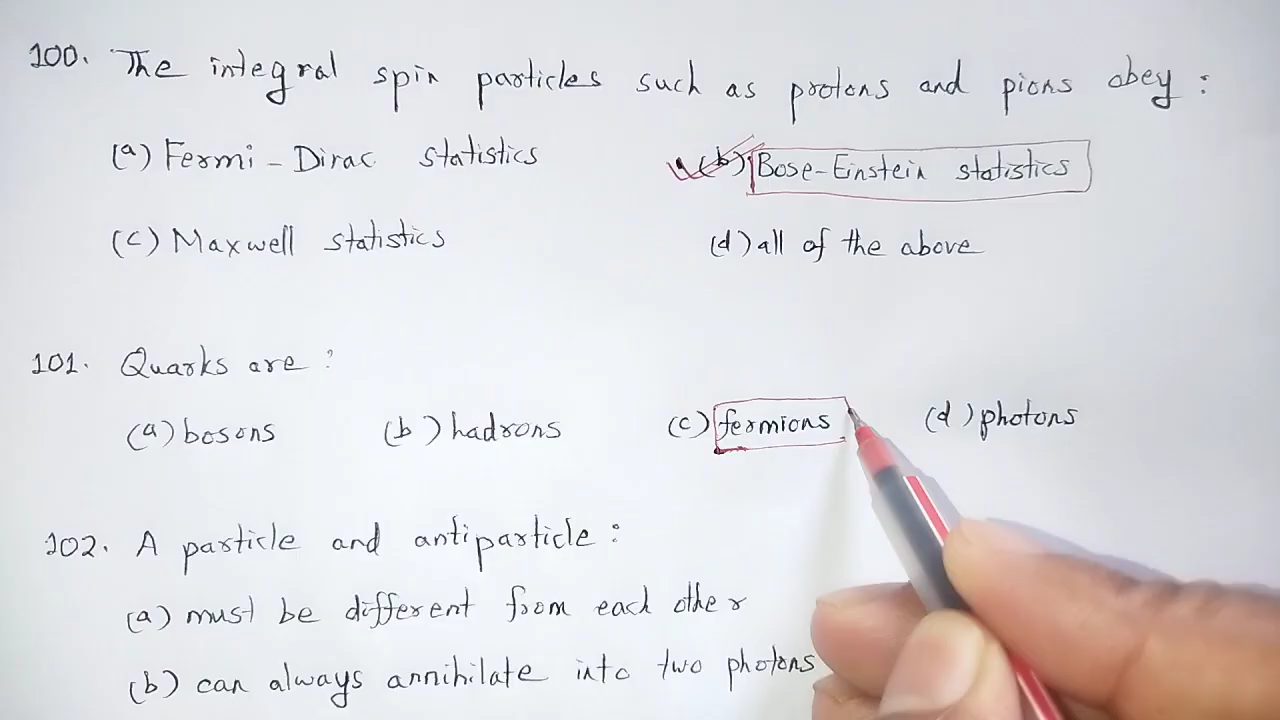 100. The integral spin particles such as protons and pions obey :
(a) Fermi - Dirac statistics (b) Bose-Einstein statistics
(c) Maxwell statistics (d) all of the above
101. Quarks are ?
(a) bosons (b) hadrons (c) fermions (d) photons
102. A particle and antiparticle :
(a) must be different from each other
(b) can always annihilate into two photons